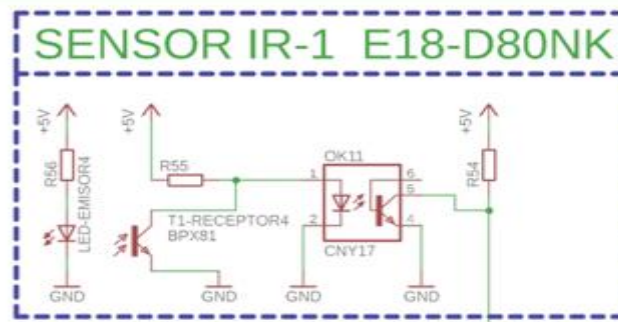 SENSOR IR-1 E18-D80NK
+5V
R56
LED-EMISOR4
GND
+5V
R55
T1-RECEPTOR4
BPX81
GND
OK11
1
2
6
5
4
CNY17
GND
GND
+5V
R54